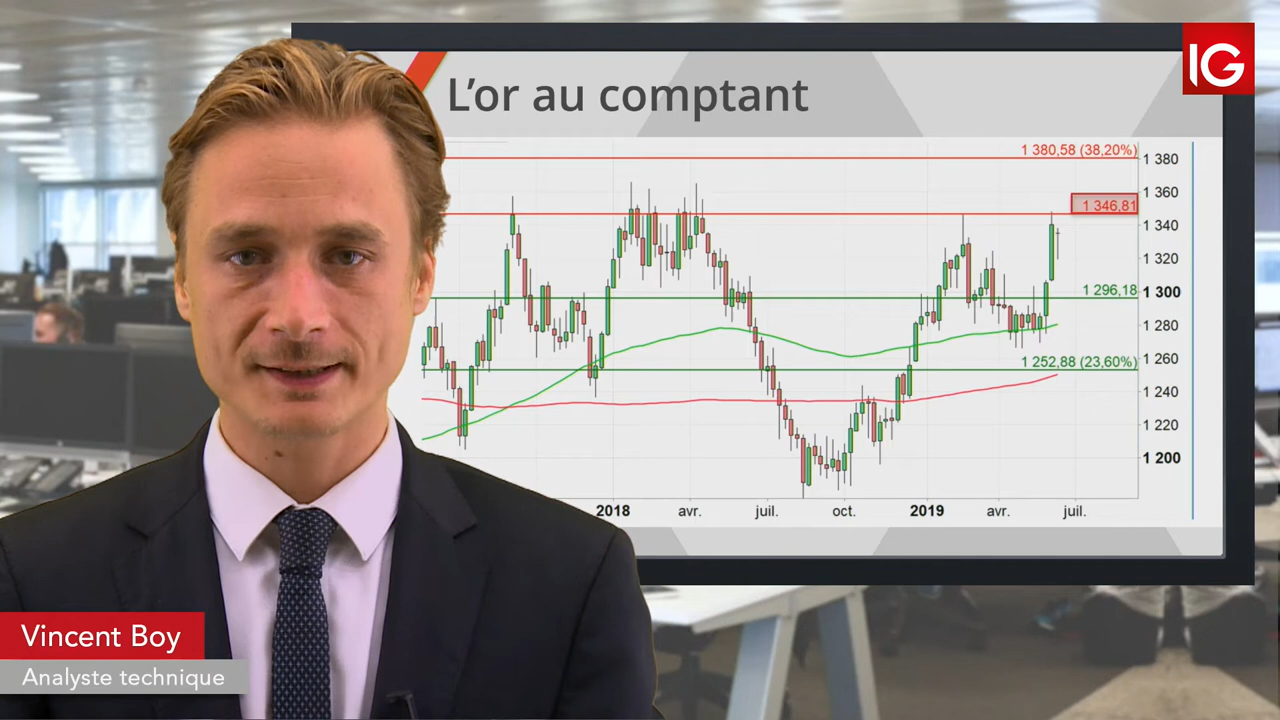 IG
L’or au comptant
1 380,58 (38,20%)
1 380
1 360
1 346,81
1 340
1 320
1 296,18
1 300
1 280
1 252,88 (23,60%)
1 260
1 240
1 220
1 200
2018
avr.
juil.
oct.
2019
avr.
juil.
Vincent Boy
Analyste technique